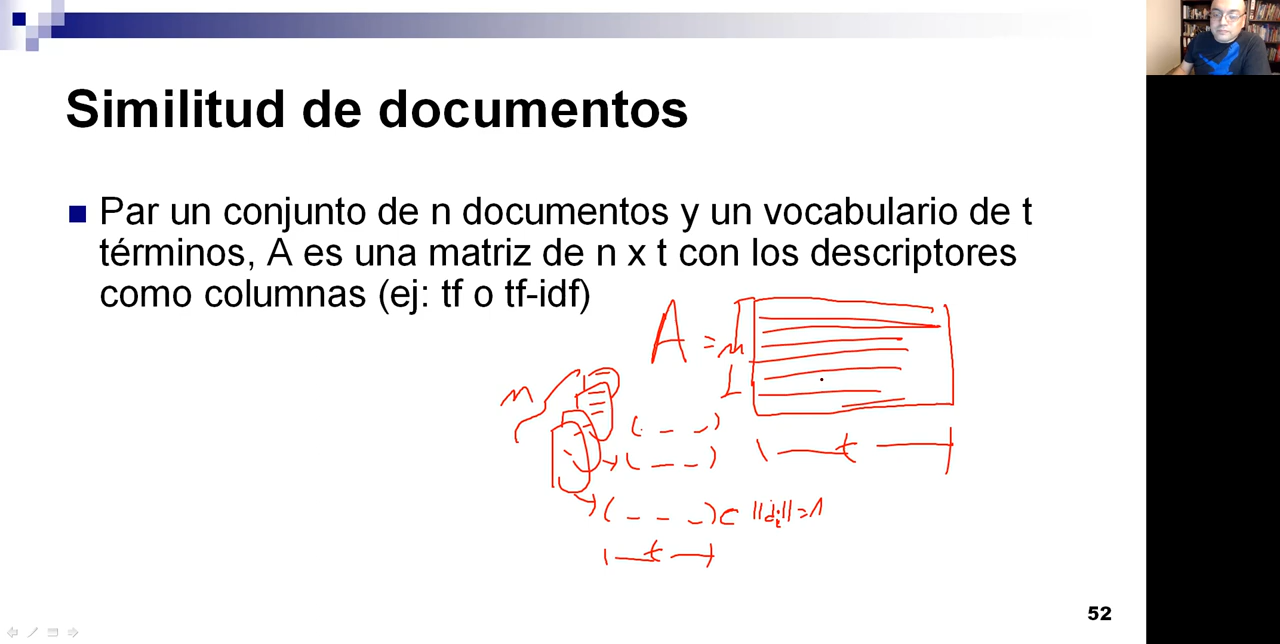 Similitud de documentos
Par un conjunto de n documentos y un vocabulario de t
términos, A es una matriz de n x t con los descriptores
como columnas (ej: tf o tf-idf)
A = n
n
( _ _ _ )
( _ _ )
( _ _ _ ) ||di|| = 1
t
t
52